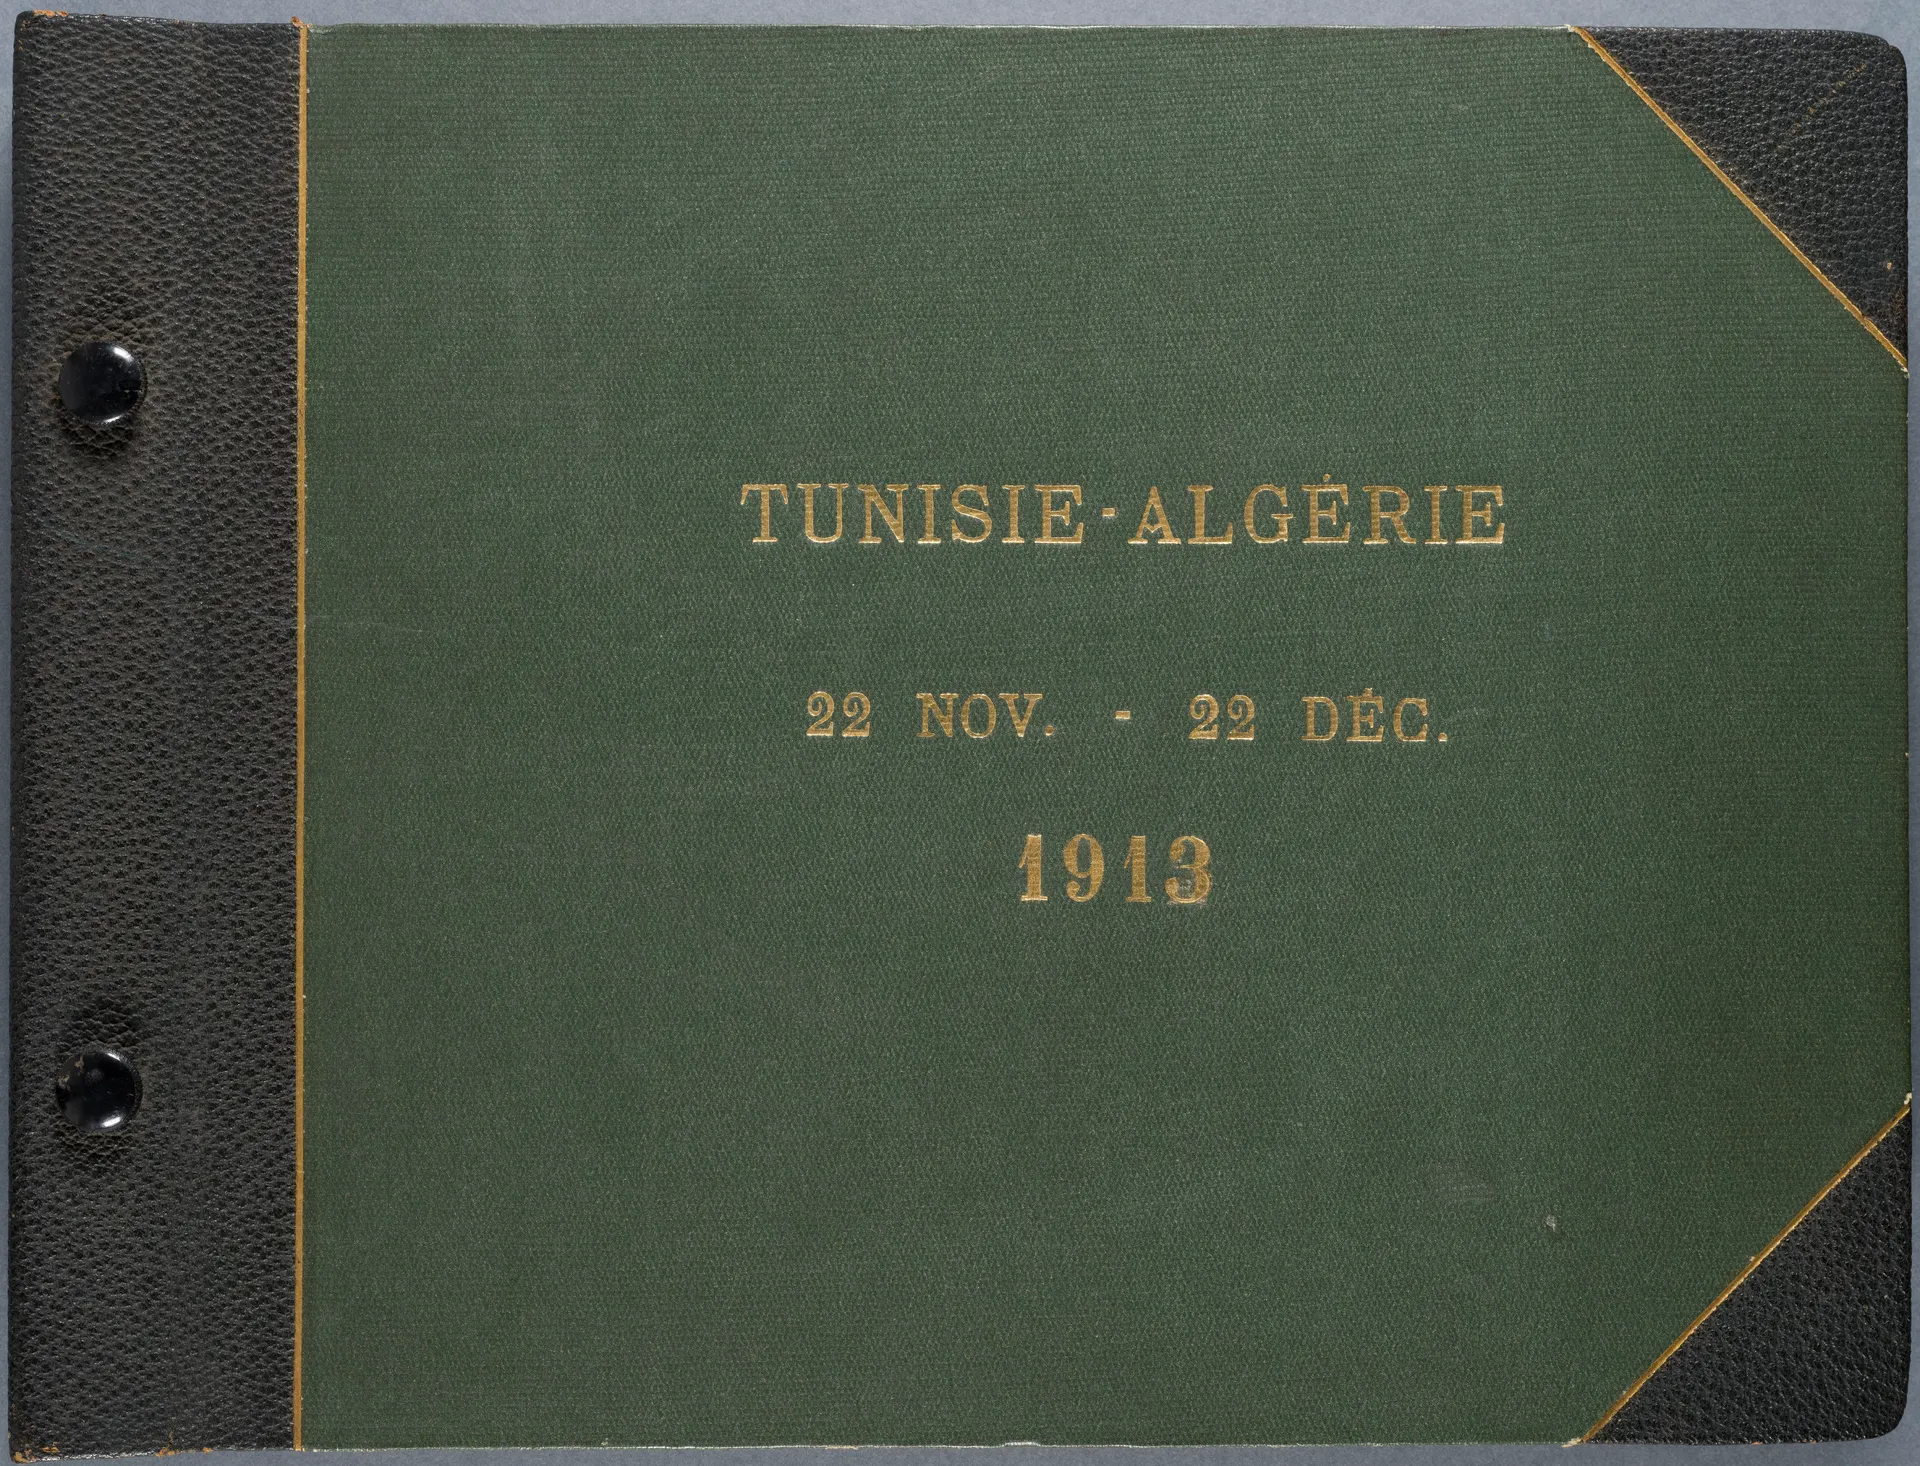 TUNISIE-ALGÉRIE
22 NOV. - 22 DÉC.
1913